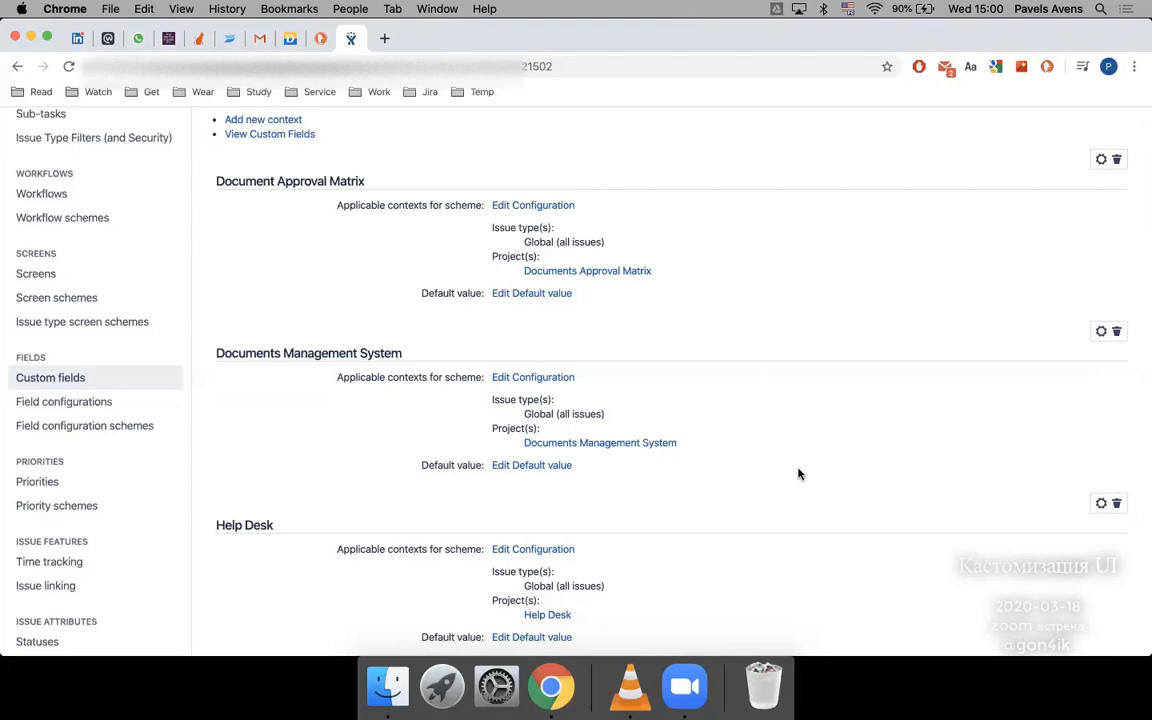 Chrome File Edit View History Bookmarks People Tab Window Help 90% Wed 15:00 Pavels Avens
21502 2 Aa P
Read Watch Get Wear Study Service Work Jira Temp
Sub-tasks
Issue Type Filters (and Security)
WORKFLOWS
Workflows
Workflow schemes
SCREENS
Screens
Screen schemes
Issue type screen schemes
FIELDS
Custom fields
Field configurations
Field configuration schemes
PRIORITIES
Priorities
Priority schemes
ISSUE FEATURES
Time tracking
Issue linking
ISSUE ATTRIBUTES
Statuses
Add new context
View Custom Fields
Document Approval Matrix
Applicable contexts for scheme: Edit Configuration
Issue type(s):
Global (all issues)
Project(s):
Documents Approval Matrix
Default value: Edit Default value
Documents Management System
Applicable contexts for scheme: Edit Configuration
Issue type(s):
Global (all issues)
Project(s):
Documents Management System
Default value: Edit Default value
Help Desk
Applicable contexts for scheme: Edit Configuration
Issue type(s):
Global (all issues)
Project(s):
Help Desk
Default value: Edit Default value
Кастомизация UI
2020-03-18
zoom встреча
@gon4ik